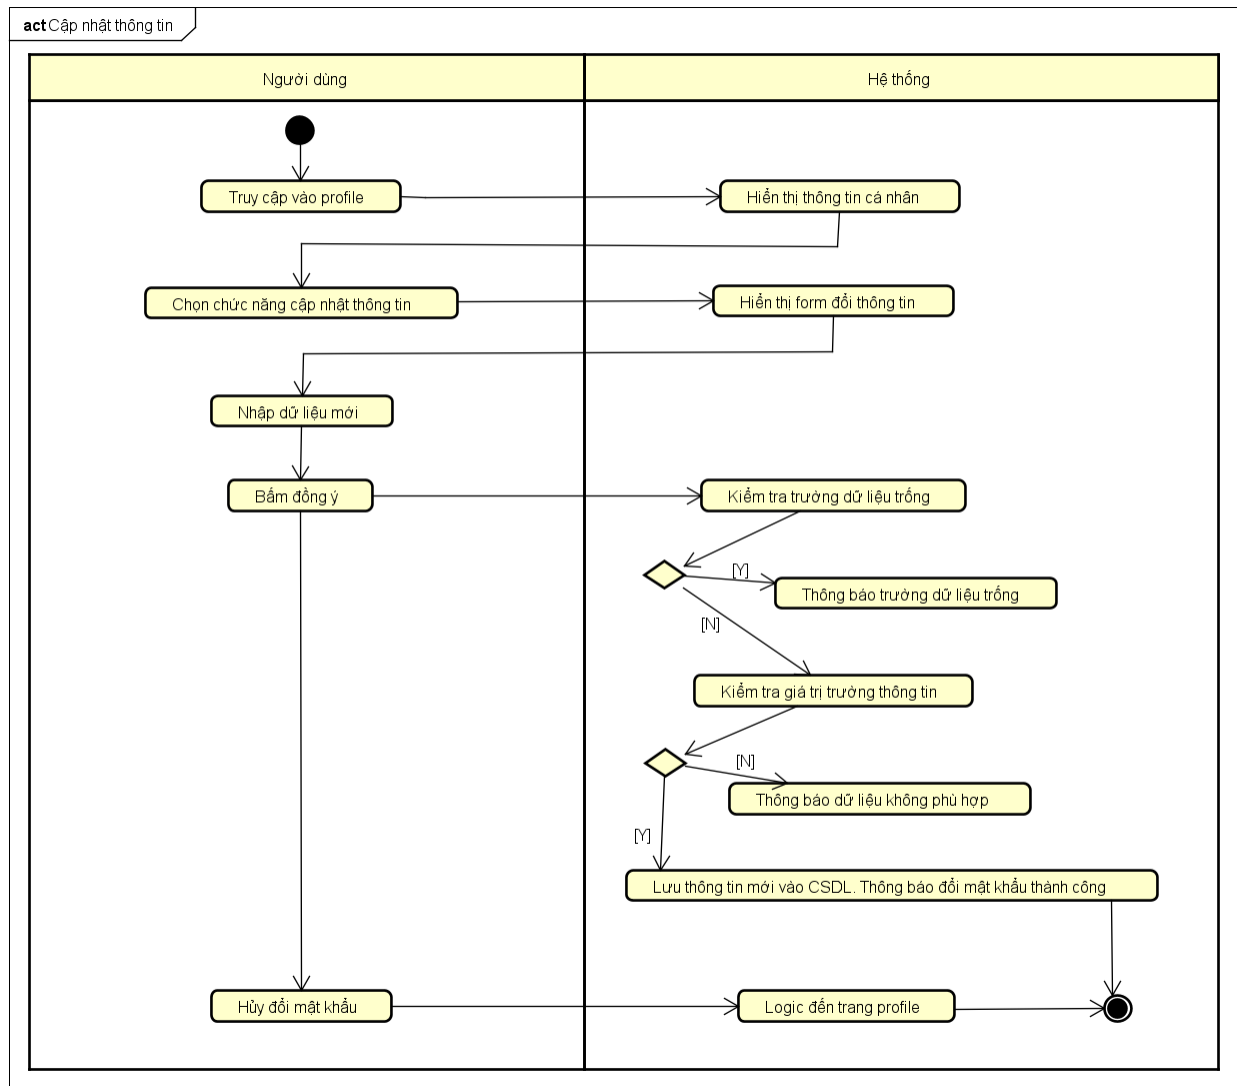 act Cập nhật thông tin
Người dùng
Hệ thống
Truy cập vào profile
Hiển thị thông tin cá nhân
Chọn chức năng cập nhật thông tin
Hiển thị form đổi thông tin
Nhập dữ liệu mới
Bấm đồng ý
Kiểm tra trường dữ liệu trống
[Y]
Thông báo trường dữ liệu trống
[N]
Kiểm tra giá trị trường thông tin
[N]
Thông báo dữ liệu không phù hợp
[Y]
Lưu thông tin mới vào CSDL. Thông báo đổi mật khẩu thành công
Hủy đổi mật khẩu
Logic đến trang profile